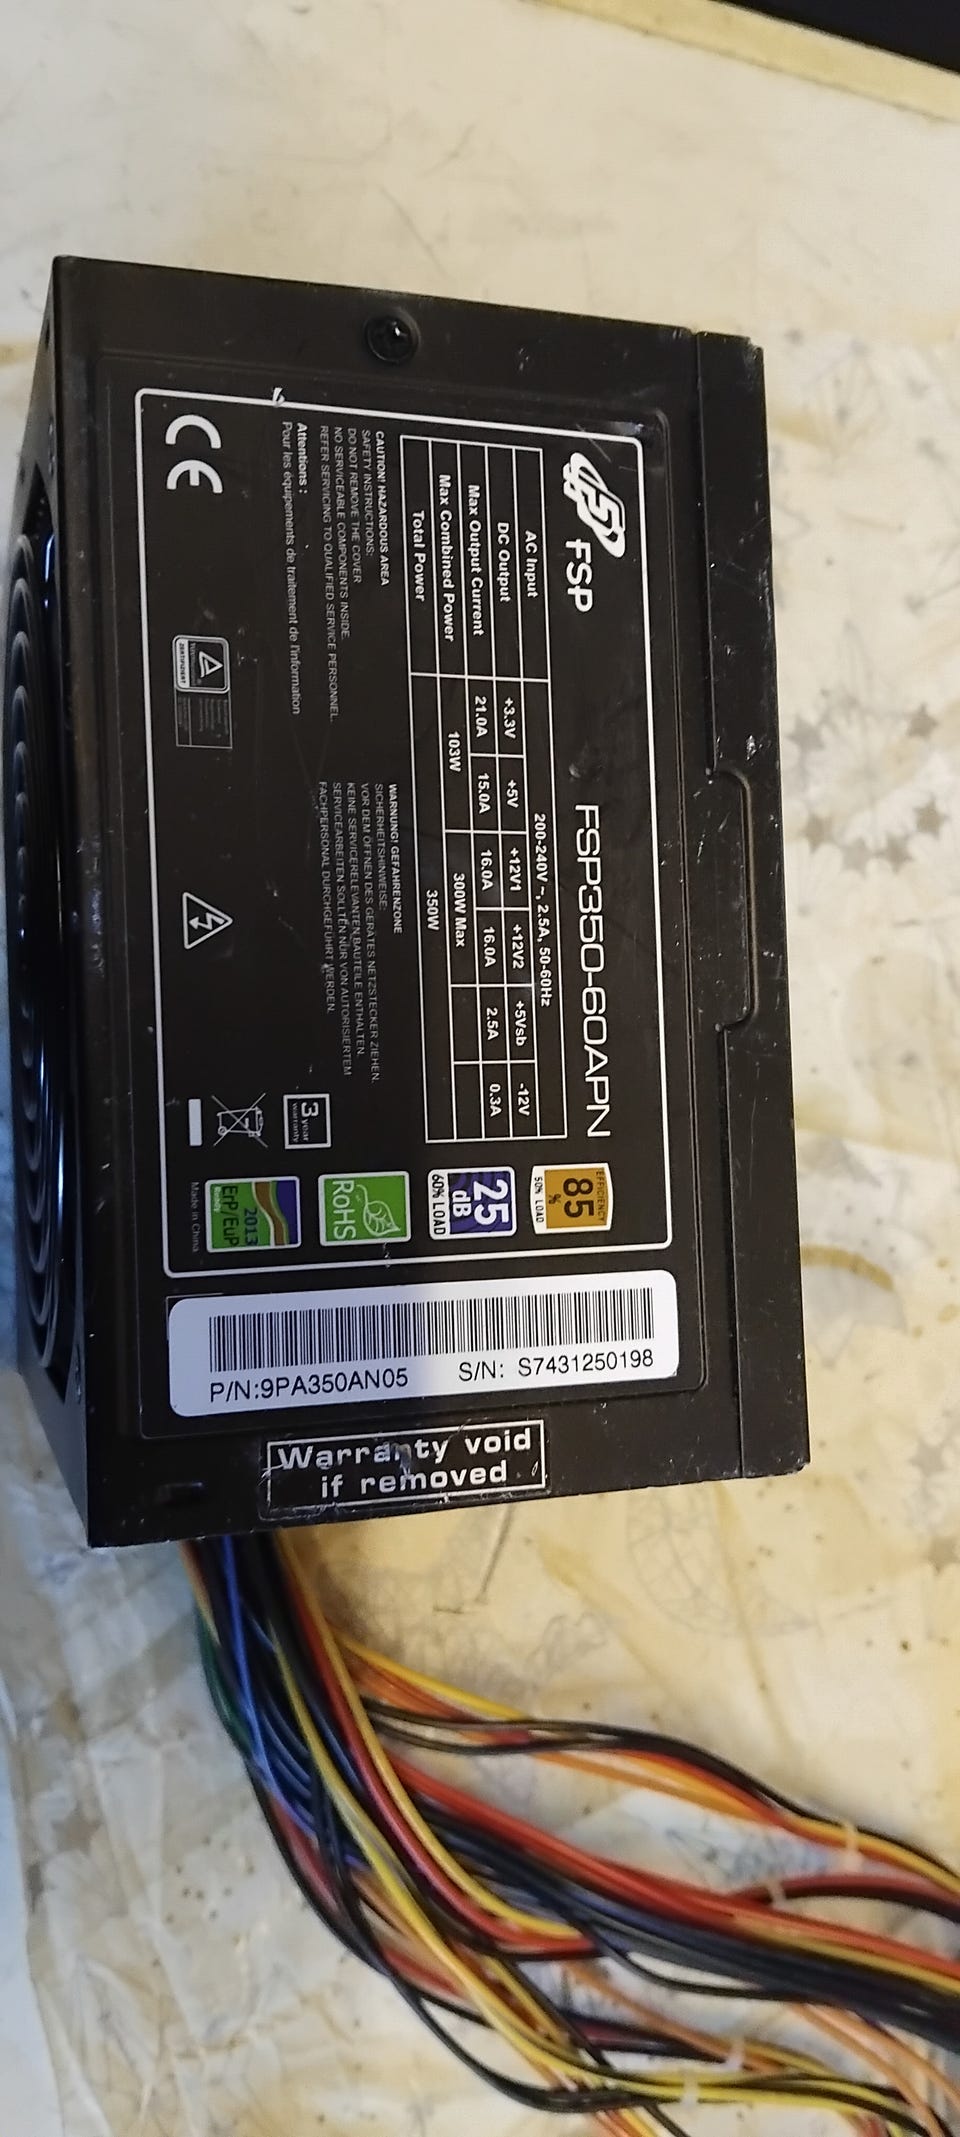 FSP
FSP350-60APN
AC Input 200-240V ~, 2.5A, 50-60Hz
DC Output +3.3V +5V +12V1 +12V2 +5Vsb -12V
Max Output Current 21.0A 15.0A 16.0A 16.0A 2.5A 0.3A
Max Combined Power 103W 300W Max
Total Power 350W
CAUTION! HAZARDOUS AREA
SAFETY INSTRUCTIONS:
DO NOT REMOVE THE COVER
NO SERVICEABLE COMPONENTS INSIDE.
REFER SERVICING TO QUALIFIED SERVICE PERSONNEL.
Attentions :
Pour les équipements de traitement de l'information
WARNUNG! GEFAHRENZONE
SICHERHEITSHINWEISE:
VOR DEM ÖFFNEN DES GERÄTES NETZSTECKER ZIEHEN.
KEINE SERVICERELEVANTEN BAUTEILE ENTHALTEN.
SERVICEARBEITEN SOLLTEN NUR VON AUTORISIERTEM
FACHPERSONAL DURCHGEFÜHRT WERDEN.
CE
3 year
warranty
EFFICIENCY
85
%
50% LOAD
25
dB
60% LOAD
RoHS
2013
ErP/EuP
Ready
Made in China
P/N:9PA350AN05 S/N: S7431250198
Warranty void
if removed